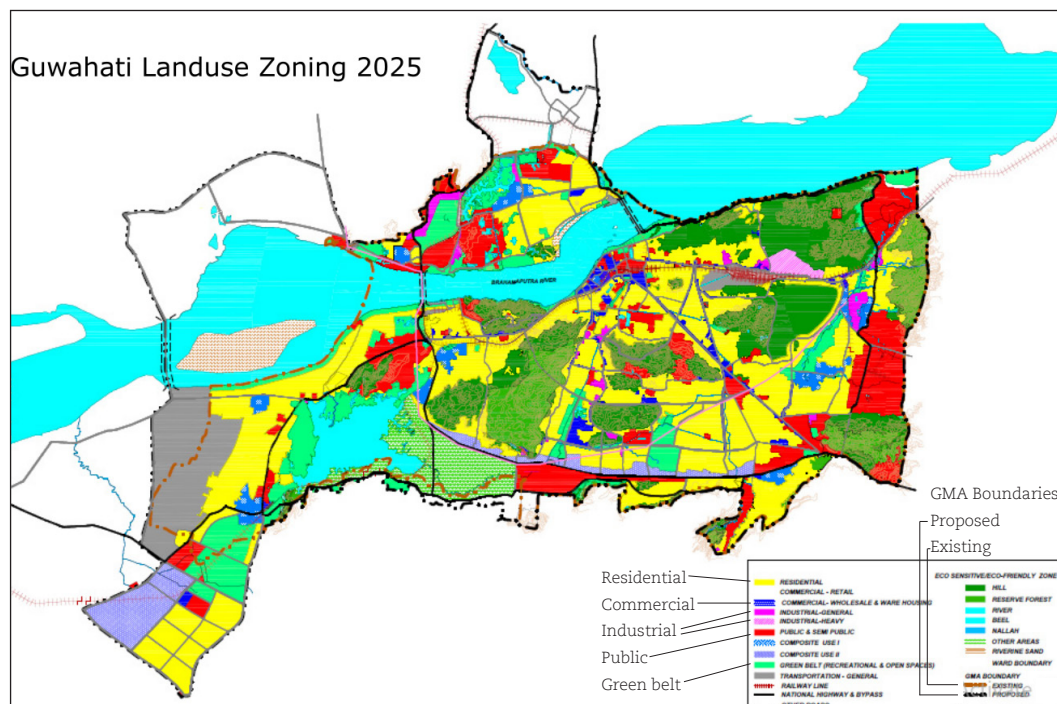 Guwahati Landuse Zoning 2025
BRAHAMAPUTRA RIVER
GMA Boundaries
Proposed
Existing
Residential
Commercial
Industrial
Public
Green belt
RESIDENTIAL
COMMERCIAL - RETAIL
COMMERCIAL- WHOLESALE & WARE HOUSING
INDUSTRIAL-GENERAL
INDUSTRIAL-HEAVY
PUBLIC & SEMI PUBLIC
COMPOSITE USE I
COMPOSITE USE II
GREEN BELT (RECREATIONAL & OPEN SPACES)
TRANSPORTATION - GENERAL
RAILWAY LINE
NATIONAL HIGHWAY & BYPASS
OTHER ROADS
ECO SENSITIVE/ECO-FRIENDLY ZONE
HILL
RESERVE FOREST
RIVER
BEEL
NALLAH
OTHER AREAS
RIVERINE SAND
WARD BOUNDARY
GMA BOUNDARY
EXISTING
PROPOSED